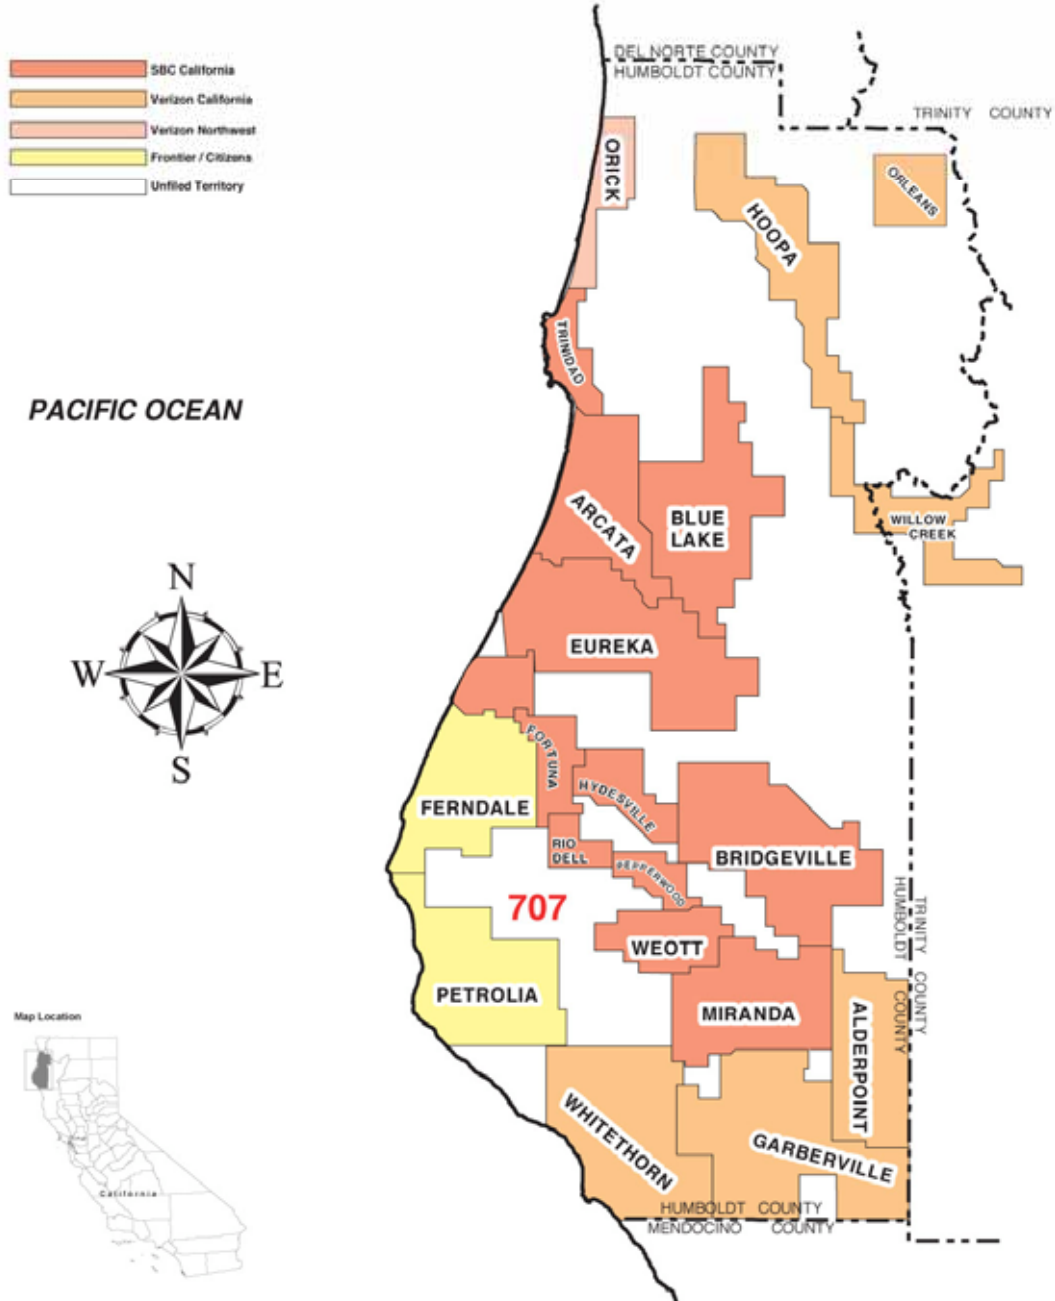 SBC California
Verizon California
Verizon Northwest
Frontier / Citizens
Unfiled Territory
DEL NORTE COUNTY
HUMBOLDT COUNTY
TRINITY COUNTY
ORICK
HOOPA
ORLEANS
TRINIDAD
PACIFIC OCEAN
ARCATA
BLUE
LAKE
WILLOW
CREEK
N
W
E
S
EUREKA
FORTUNA
FERNDALE
HYDESVILLE
RIO
DELL
BRIDGEVILLE
PEPPERWOOD
707
WEOTT
TRINITY COUNTY
HUMBOLDT COUNTY
PETROLIA
MIRANDA
ALDERPOINT
Map Location
California
WHITETHORN
GARBERVILLE
HUMBOLDT COUNTY
MENDOCINO COUNTY